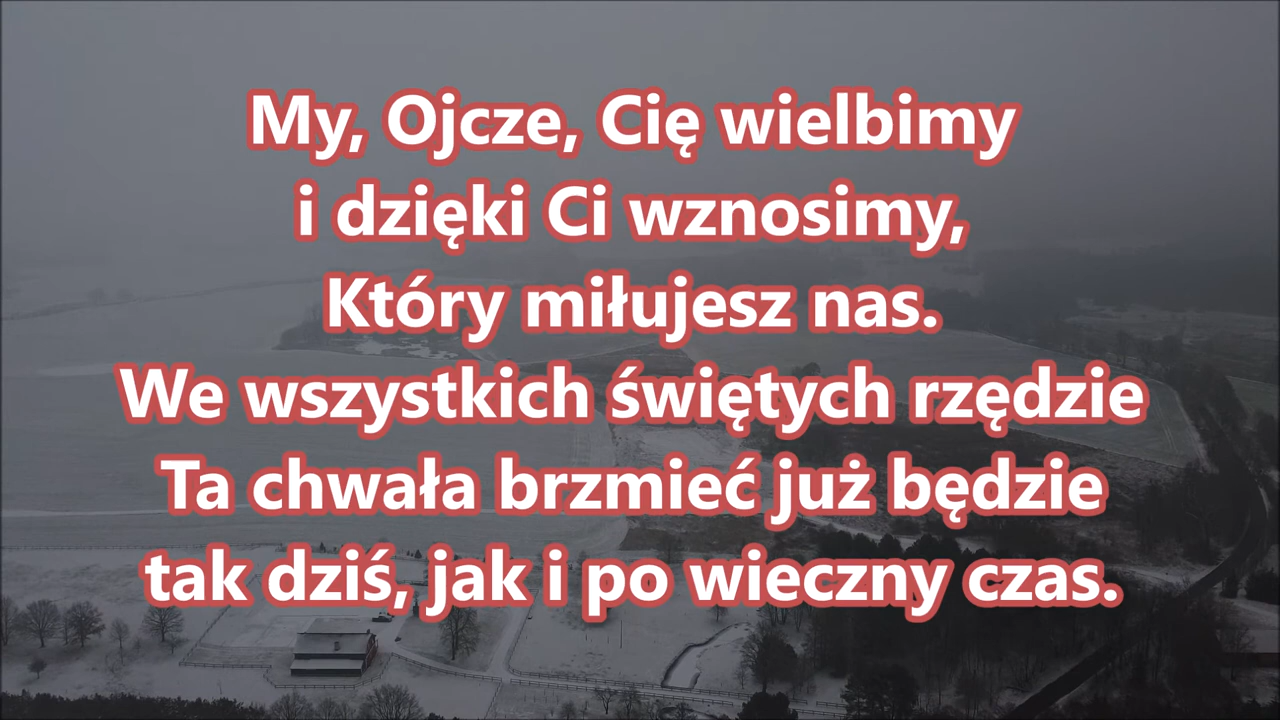 My, Ojcze, Cię wielbimy
i dzięki Ci wznosimy,
Który miłujesz nas.
We wszystkich świętych rzędzie
Ta chwała brzmieć już będzie
tak dziś, jak i po wieczny czas.